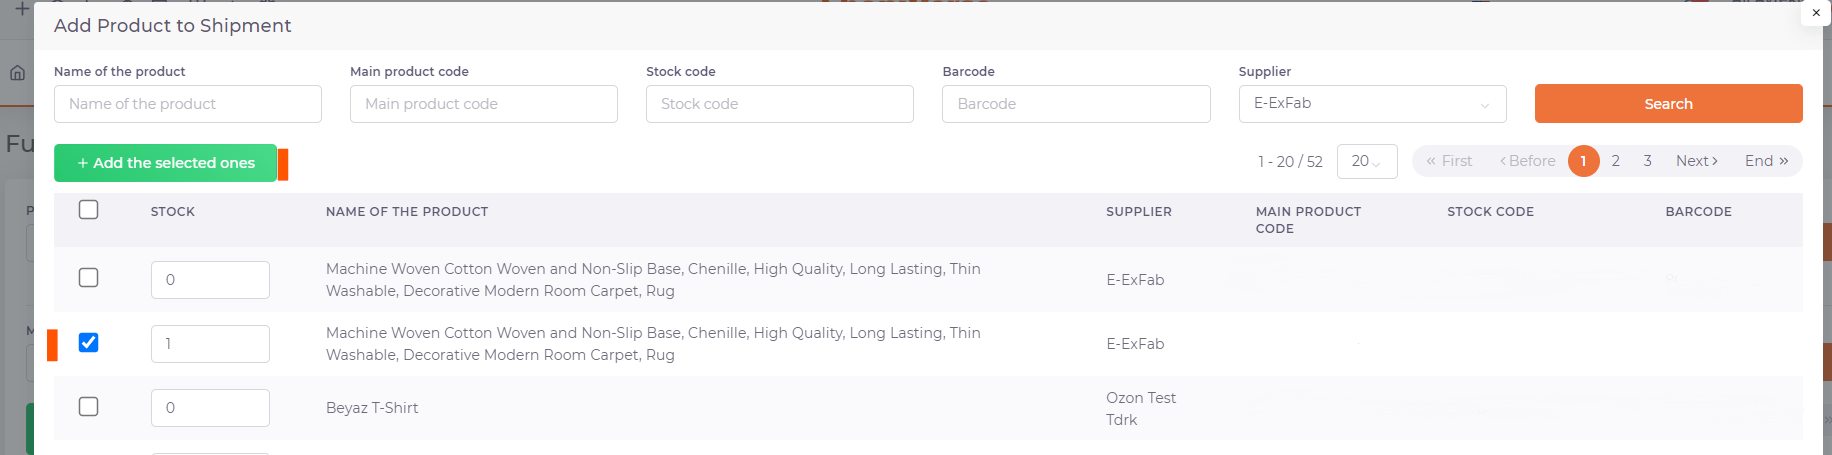 Add Product to Shipment
×
Name of the product
Main product code
Stock code
Barcode
Supplier
Name of the product
Main product code
Stock code
Barcode
E-ExFab
Search
+ Add the selected ones
1 - 20 / 52
20
« First
‹ Before
1
2
3
Next ›
End »
STOCK
NAME OF THE PRODUCT
SUPPLIER
MAIN PRODUCT
CODE
STOCK CODE
BARCODE
0
Machine Woven Cotton Woven and Non-Slip Base, Chenille, High Quality, Long Lasting, Thin
Washable, Decorative Modern Room Carpet, Rug
E-ExFab
1
Machine Woven Cotton Woven and Non-Slip Base, Chenille, High Quality, Long Lasting, Thin
Washable, Decorative Modern Room Carpet, Rug
E-ExFab
0
Beyaz T-Shirt
Ozon Test
Tdrk